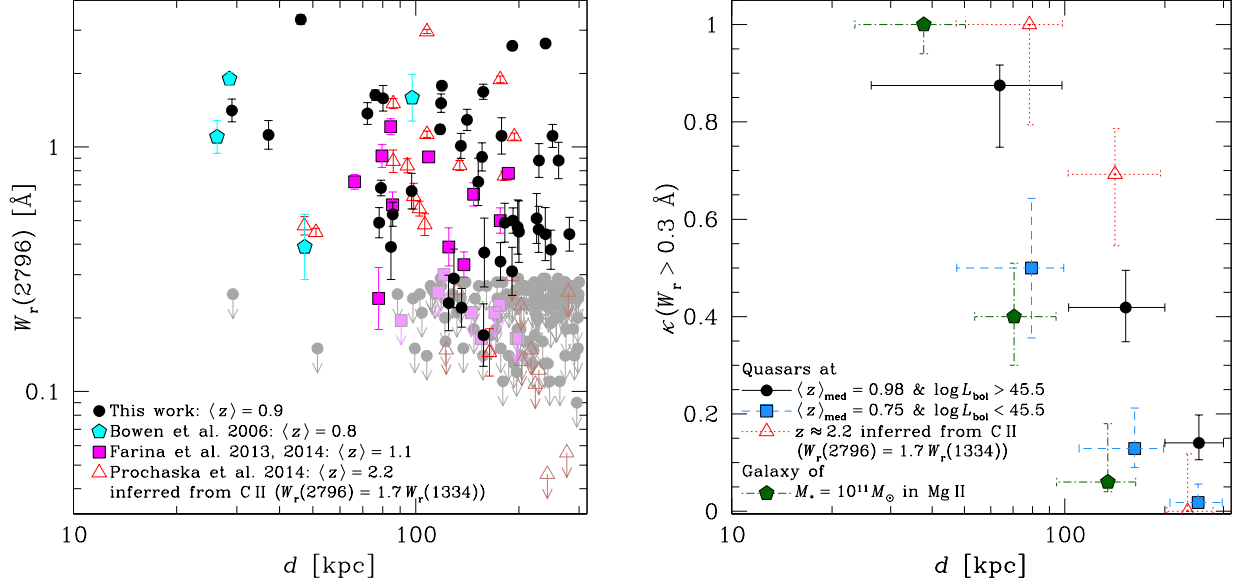 W_r(2796) [Å]
1
0.1
This work: ⟨z⟩=0.9
Bowen et al. 2006: ⟨z⟩=0.8
Farina et al. 2013, 2014: ⟨z⟩=1.1
Prochaska et al. 2014: ⟨z⟩=2.2
inferred from C II (W_r(2796) = 1.7 W_r(1334))
10
100
d [kpc]
κ(W_r > 0.3 Å)
1
0.8
0.6
0.4
0.2
0
Quasars at
⟨z⟩_med = 0.98 & log L_bol > 45.5
⟨z⟩_med = 0.75 & log L_bol < 45.5
z ≈ 2.2 inferred from C II
(W_r(2796) = 1.7 W_r(1334))
Galaxy of
M_* = 10^11 M_⊙ in Mg II
10
100
d [kpc]